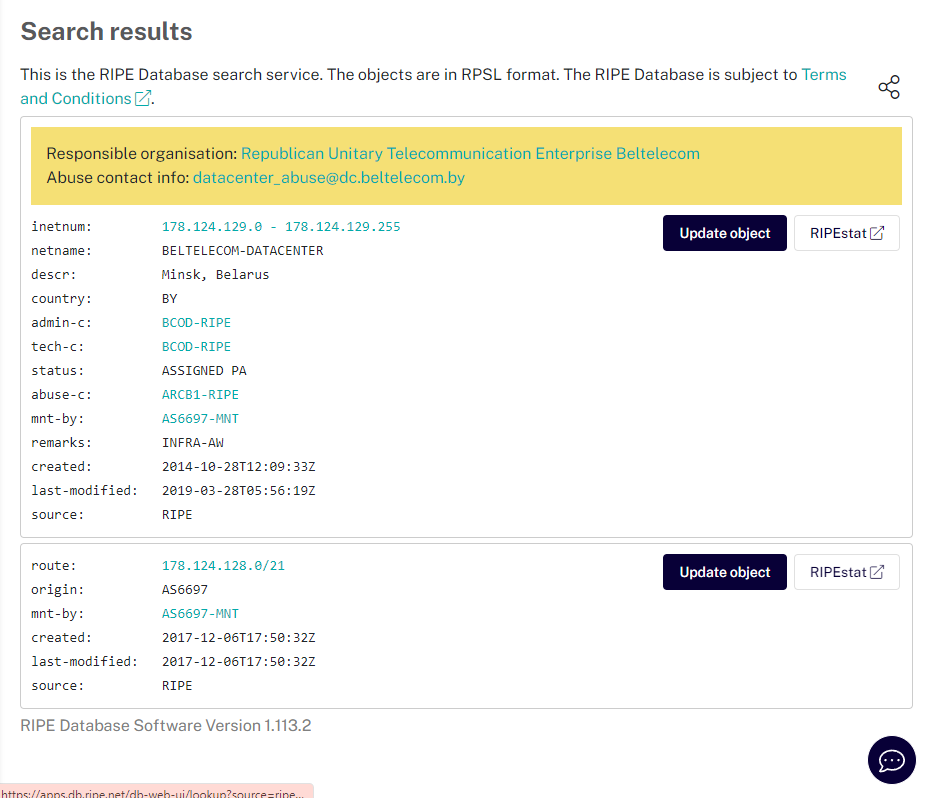 Search results
This is the RIPE Database search service. The objects are in RPSL format. The RIPE Database is subject to Terms
and Conditions.
Responsible organisation: Republican Unitary Telecommunication Enterprise Beltelecom
Abuse contact info: datacenter_abuse@dc.beltelecom.by
inetnum: 178.124.129.0 - 178.124.129.255 Update object RIPEstat
netname: BELTELECOM-DATACENTER
descr: Minsk, Belarus
country: BY
admin-c: BCOD-RIPE
tech-c: BCOD-RIPE
status: ASSIGNED PA
abuse-c: ARCB1-RIPE
mnt-by: AS6697-MNT
remarks: INFRA-AW
created: 2014-10-28T12:09:33Z
last-modified: 2019-03-28T05:56:19Z
source: RIPE
route: 178.124.128.0/21 Update object RIPEstat
origin: AS6697
mnt-by: AS6697-MNT
created: 2017-12-06T17:50:32Z
last-modified: 2017-12-06T17:50:32Z
source: RIPE
RIPE Database Software Version 1.113.2
https://apps.db.ripe.net/db-web-ui/lookup?source=ripe...